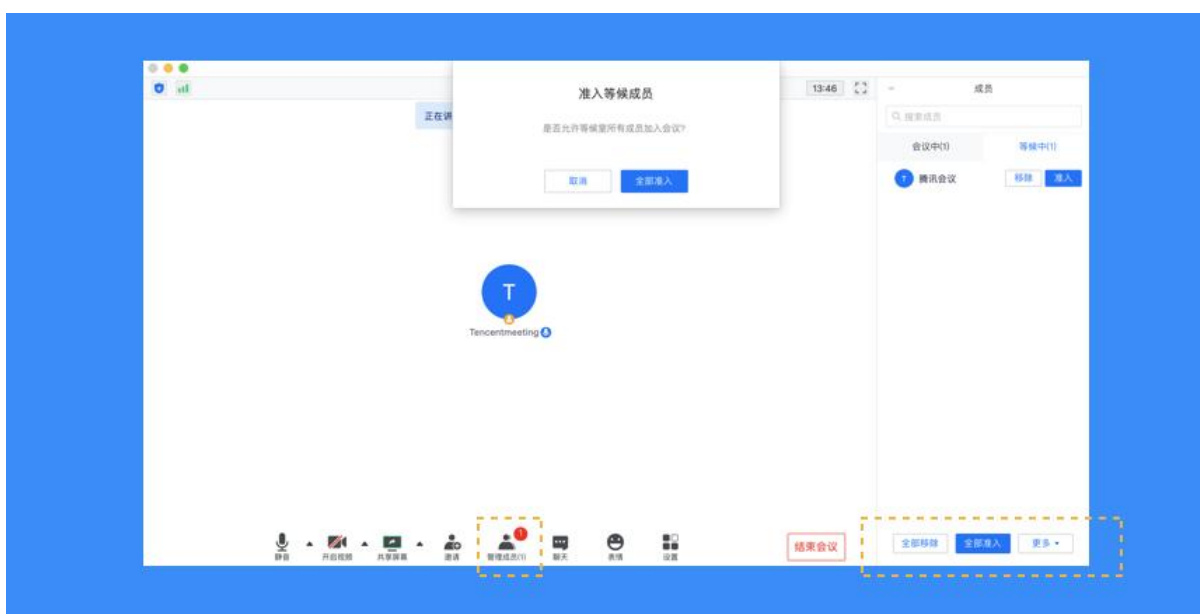 准入等候成员
13:46
成员
搜索成员
正在讲
是否允许等候室所有成员加入会议?
会议中(1)
等候中(1)
取消
全部准入
T
腾讯会议
移除
准入
T
Tencentmeeting
1
静音
开启视频
共享屏幕
邀请
管理成员(1)
聊天
表情
设置
结束会议
全部移除
全部准入
更多